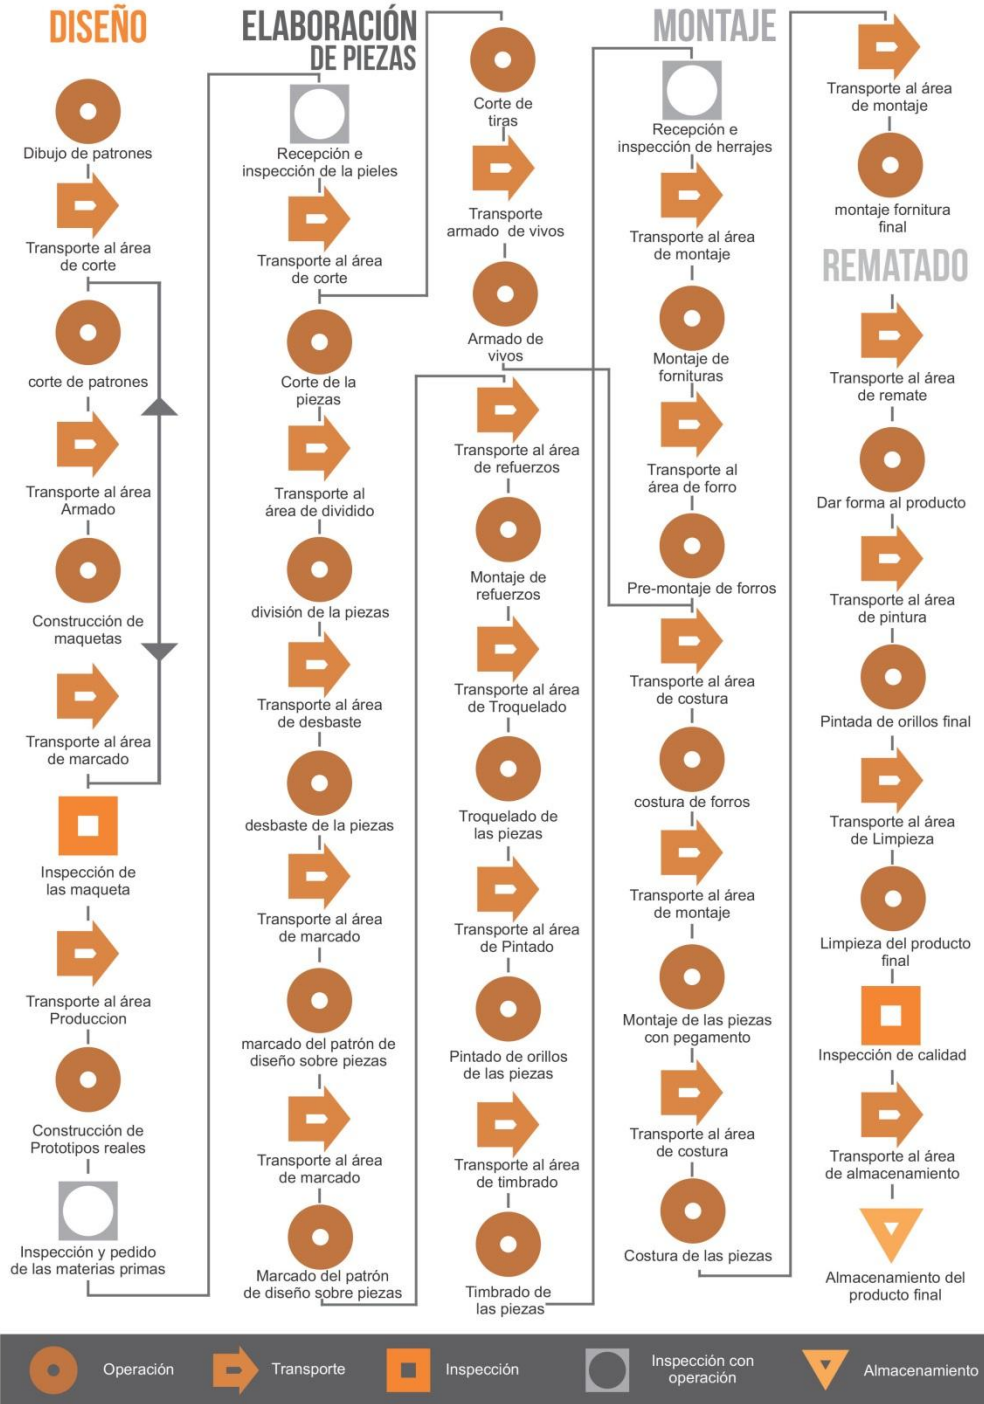 DISEÑO
Dibujo de patrones
Transporte al área
de corte
corte de patrones
Transporte al área
Armado
Construcción de
maquetas
Transporte al área
de marcado
Inspección de
las maqueta
Transporte al área
Produccion
Construcción de
Prototipos reales
Inspección y pedido
de las materias primas
ELABORACIÓN
DE PIEZAS
Recepción e
inspección de la pieles
Transporte al área
de corte
Corte de la
piezas
Transporte al
área de dividido
división de la piezas
Transporte al área
de desbaste
desbaste de la piezas
Transporte al área
de marcado
marcado del patrón de
diseño sobre piezas
Transporte al área
de marcado
Marcado del patrón
de diseño sobre piezas
Corte de
tiras
Transporte
armado de vivos
Armado de
vivos
Transporte al área
de refuerzos
Montaje de
refuerzos
Transporte al área
de Troquelado
Troquelado de
las piezas
Transporte al área
de Pintado
Pintado de orillos
de las piezas
Transporte al área
de timbrado
Timbrado de
las piezas
MONTAJE
Recepción e
inspección de herrajes
Transporte al área
de montaje
Montaje de
fornituras
Transporte al
área de forro
Pre-montaje de forros
Transporte al área
de costura
costura de forros
Transporte al área
de montaje
Montaje de las piezas
con pegamento
Transporte al área
de costura
Costura de las piezas
Transporte al área
de montaje
montaje fornitura
final
REMATADO
Transporte al área
de remate
Dar forma al producto
Transporte al área
de pintura
Pintada de orillos final
Transporte al área
de Limpieza
Limpieza del producto
final
Inspección de calidad
Transporte al área
de almacenamiento
Almacenamiento del
producto final
Operación
Transporte
Inspección
Inspección con
operación
Almacenamiento